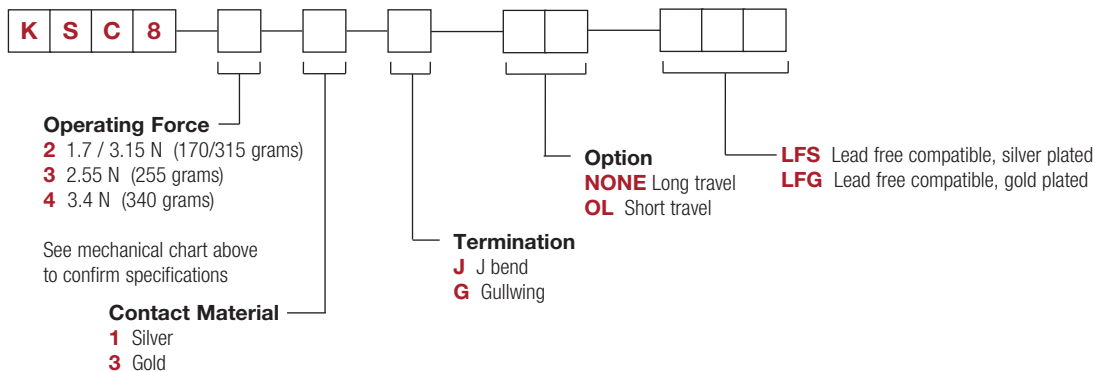 K S C 8
Operating Force
2 1.7 / 3.15 N (170/315 grams)
3 2.55 N (255 grams)
4 3.4 N (340 grams)
See mechanical chart above
to confirm specifications
Contact Material
1 Silver
3 Gold
Termination
J J bend
G Gullwing
Option
NONE Long travel
OL Short travel
LFS Lead free compatible, silver plated
LFG Lead free compatible, gold plated